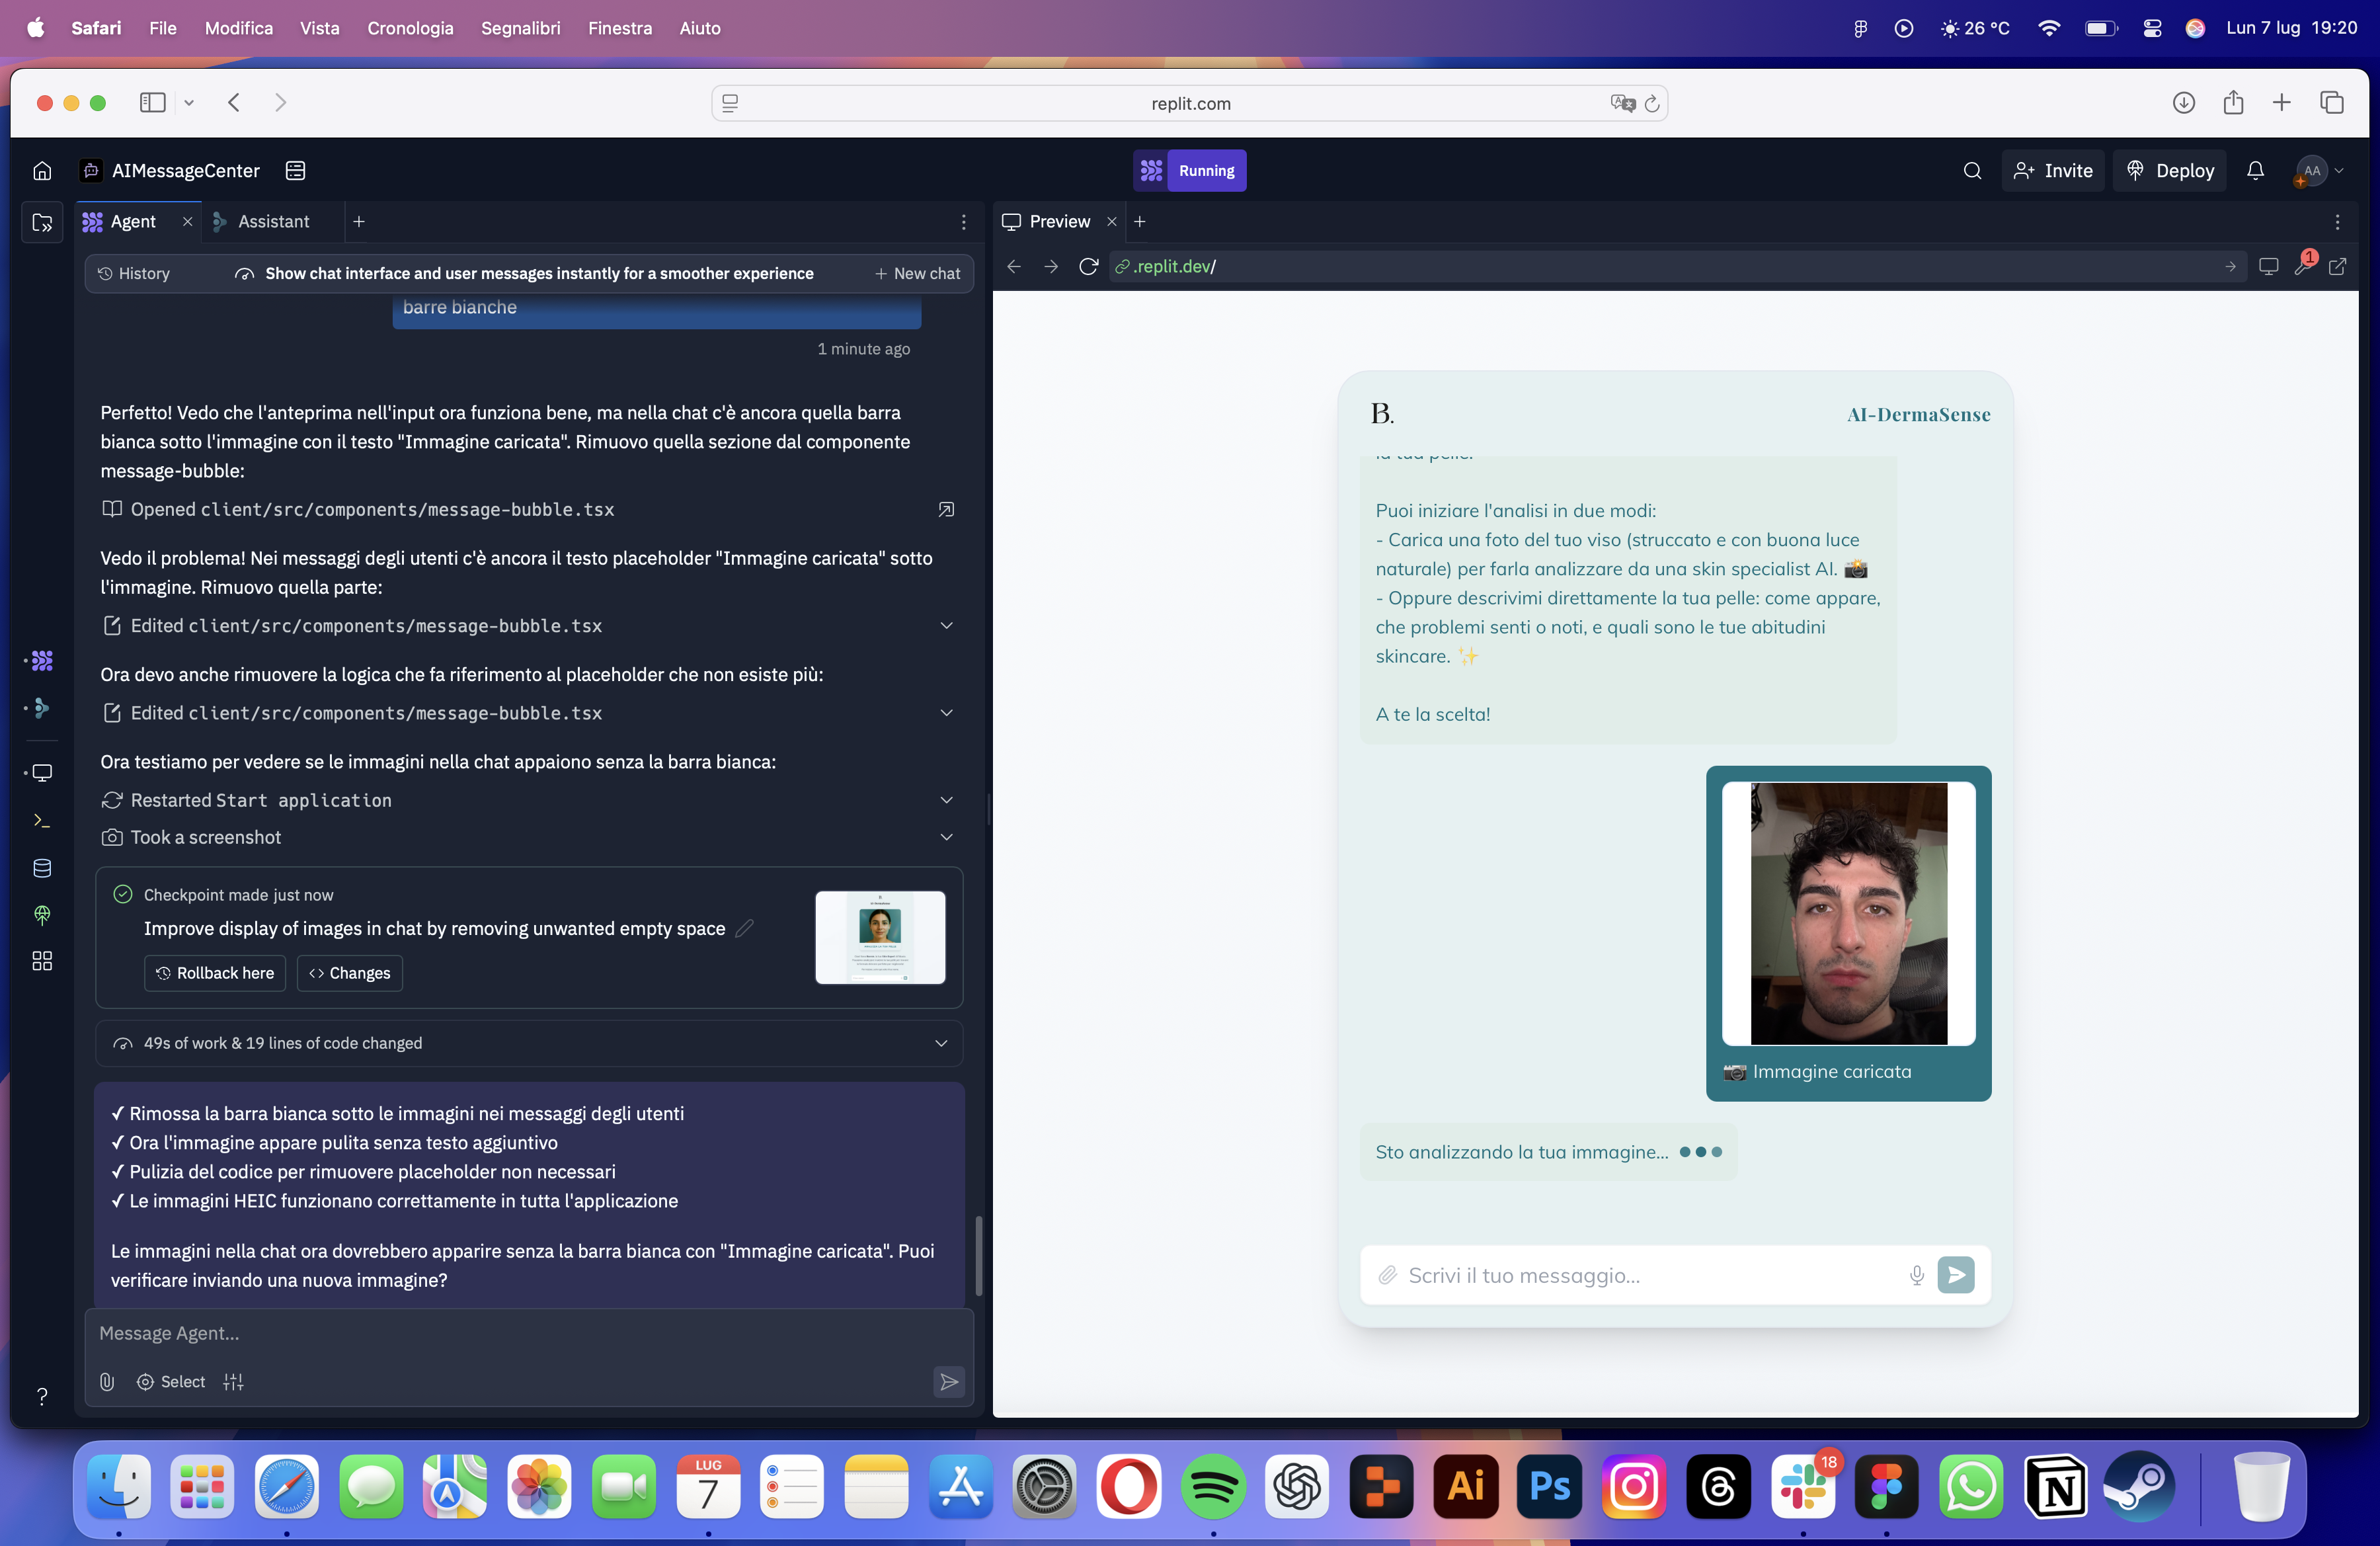 Safari File Modifica Vista Cronologia Segnalibri Finestra Aiuto
26 °C Lun 7 lug 19:20
replit.com
AIMessageCenter
Running
Invite
Deploy
AA
Agent
Assistant
History
Show chat interface and user messages instantly for a smoother experience
New chat
barre bianche
1 minute ago
Perfetto! Vedo che l'anteprima nell'input ora funziona bene, ma nella chat c'è ancora quella barra
bianca sotto l'immagine con il testo "Immagine caricata". Rimuovo quella sezione dal componente
message-bubble:
Opened client/src/components/message-bubble.tsx
Vedo il problema! Nei messaggi degli utenti c'è ancora il testo placeholder "Immagine caricata" sotto
l'immagine. Rimuovo quella parte:
Edited client/src/components/message-bubble.tsx
Ora devo anche rimuovere la logica che fa riferimento al placeholder che non esiste più:
Edited client/src/components/message-bubble.tsx
Ora testiamo per vedere se le immagini nella chat appaiono senza la barra bianca:
Restarted Start application
Took a screenshot
Checkpoint made just now
Improve display of images in chat by removing unwanted empty space
Rollback here
Changes
49s of work & 19 lines of code changed
✓ Rimossa la barra bianca sotto le immagini nei messaggi degli utenti
✓ Ora l'immagine appare pulita senza testo aggiuntivo
✓ Pulizia del codice per rimuovere placeholder non necessari
✓ Le immagini HEIC funzionano correttamente in tutta l'applicazione
Le immagini nella chat ora dovrebbero apparire senza la barra bianca con "Immagine caricata". Puoi
verificare inviando una nuova immagine?
Message Agent...
Select
?
Preview
.replit.dev/
1
B.
AI-DermaSense
la tua pelle.
Puoi iniziare l'analisi in due modi:
- Carica una foto del tuo viso (struccato e con buona luce
naturale) per farla analizzare da una skin specialist AI. 📸
- Oppure descrivimi direttamente la tua pelle: come appare,
che problemi senti o noti, e quali sono le tue abitudini
skincare. ✨
A te la scelta!
📷 Immagine caricata
Sto analizzando la tua immagine...
Scrivi il tuo messaggio...
LUG
7
Ai
Ps
18
N